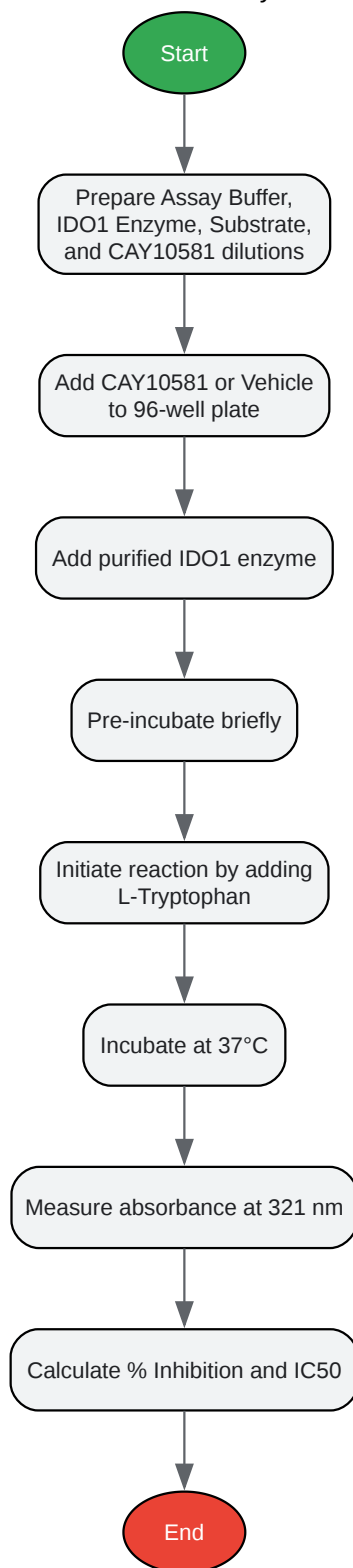 Start
Prepare Assay Buffer,
IDO1 Enzyme, Substrate,
and CAY10581 dilutions
Add CAY10581 or Vehicle
to 96-well plate
Add purified IDO1 enzyme
Pre-incubate briefly
Initiate reaction by adding
L-Tryptophan
Incubate at 37°C
Measure absorbance at 321 nm
Calculate % Inhibition and IC50
End